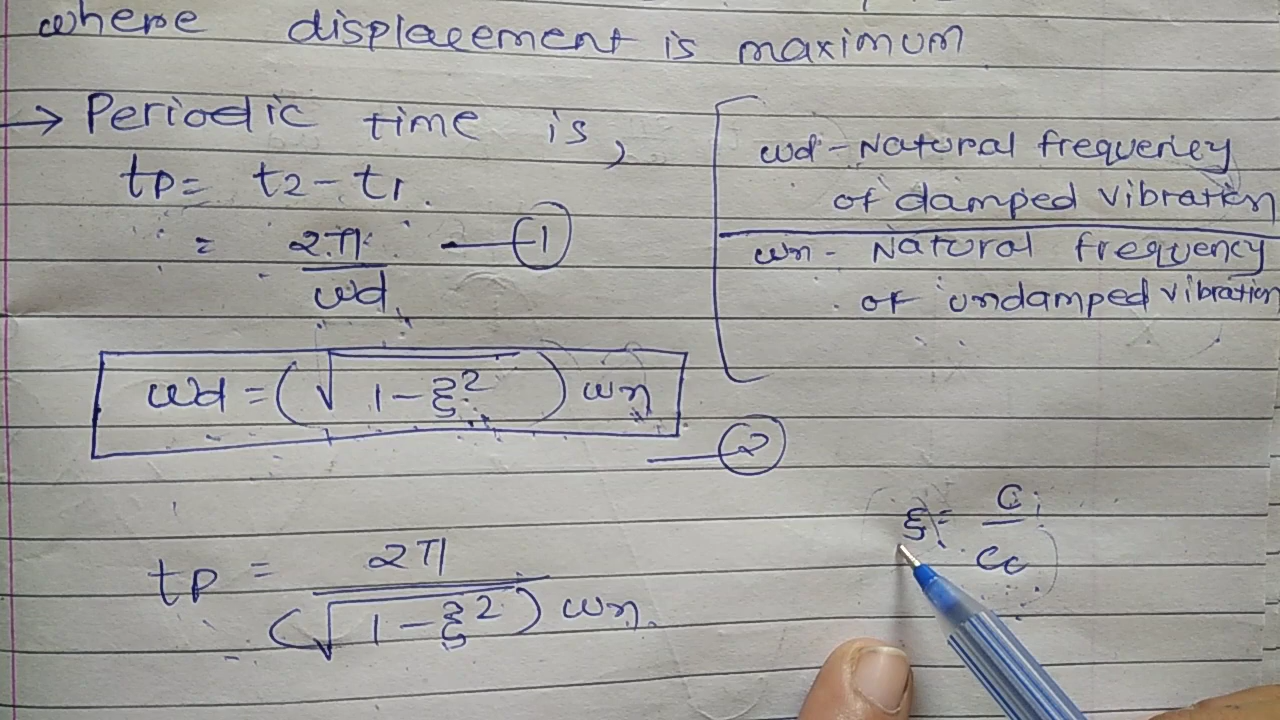 where displacement is maximum
→ Periodic time is,
tp = t2 - t1
= 2π/ωd — ①
ωd - Natural frequency
of damped vibration
ωn - Natural frequency
of undamped vibration
ωd = (√1-ξ²) ωn
— ②
ξ = c/cc
tp = 2π/(√1-ξ²) ωn